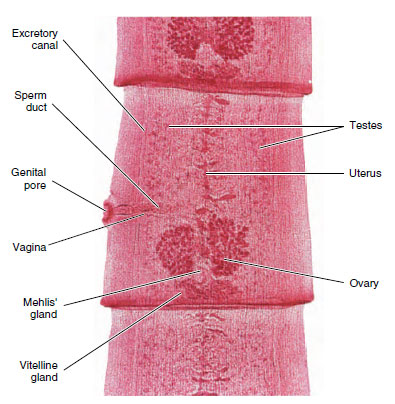 Excretory
canal
Sperm
duct
Genital
pore
Vagina
Mehlis'
gland
Vitelline
gland
Testes
Uterus
Ovary